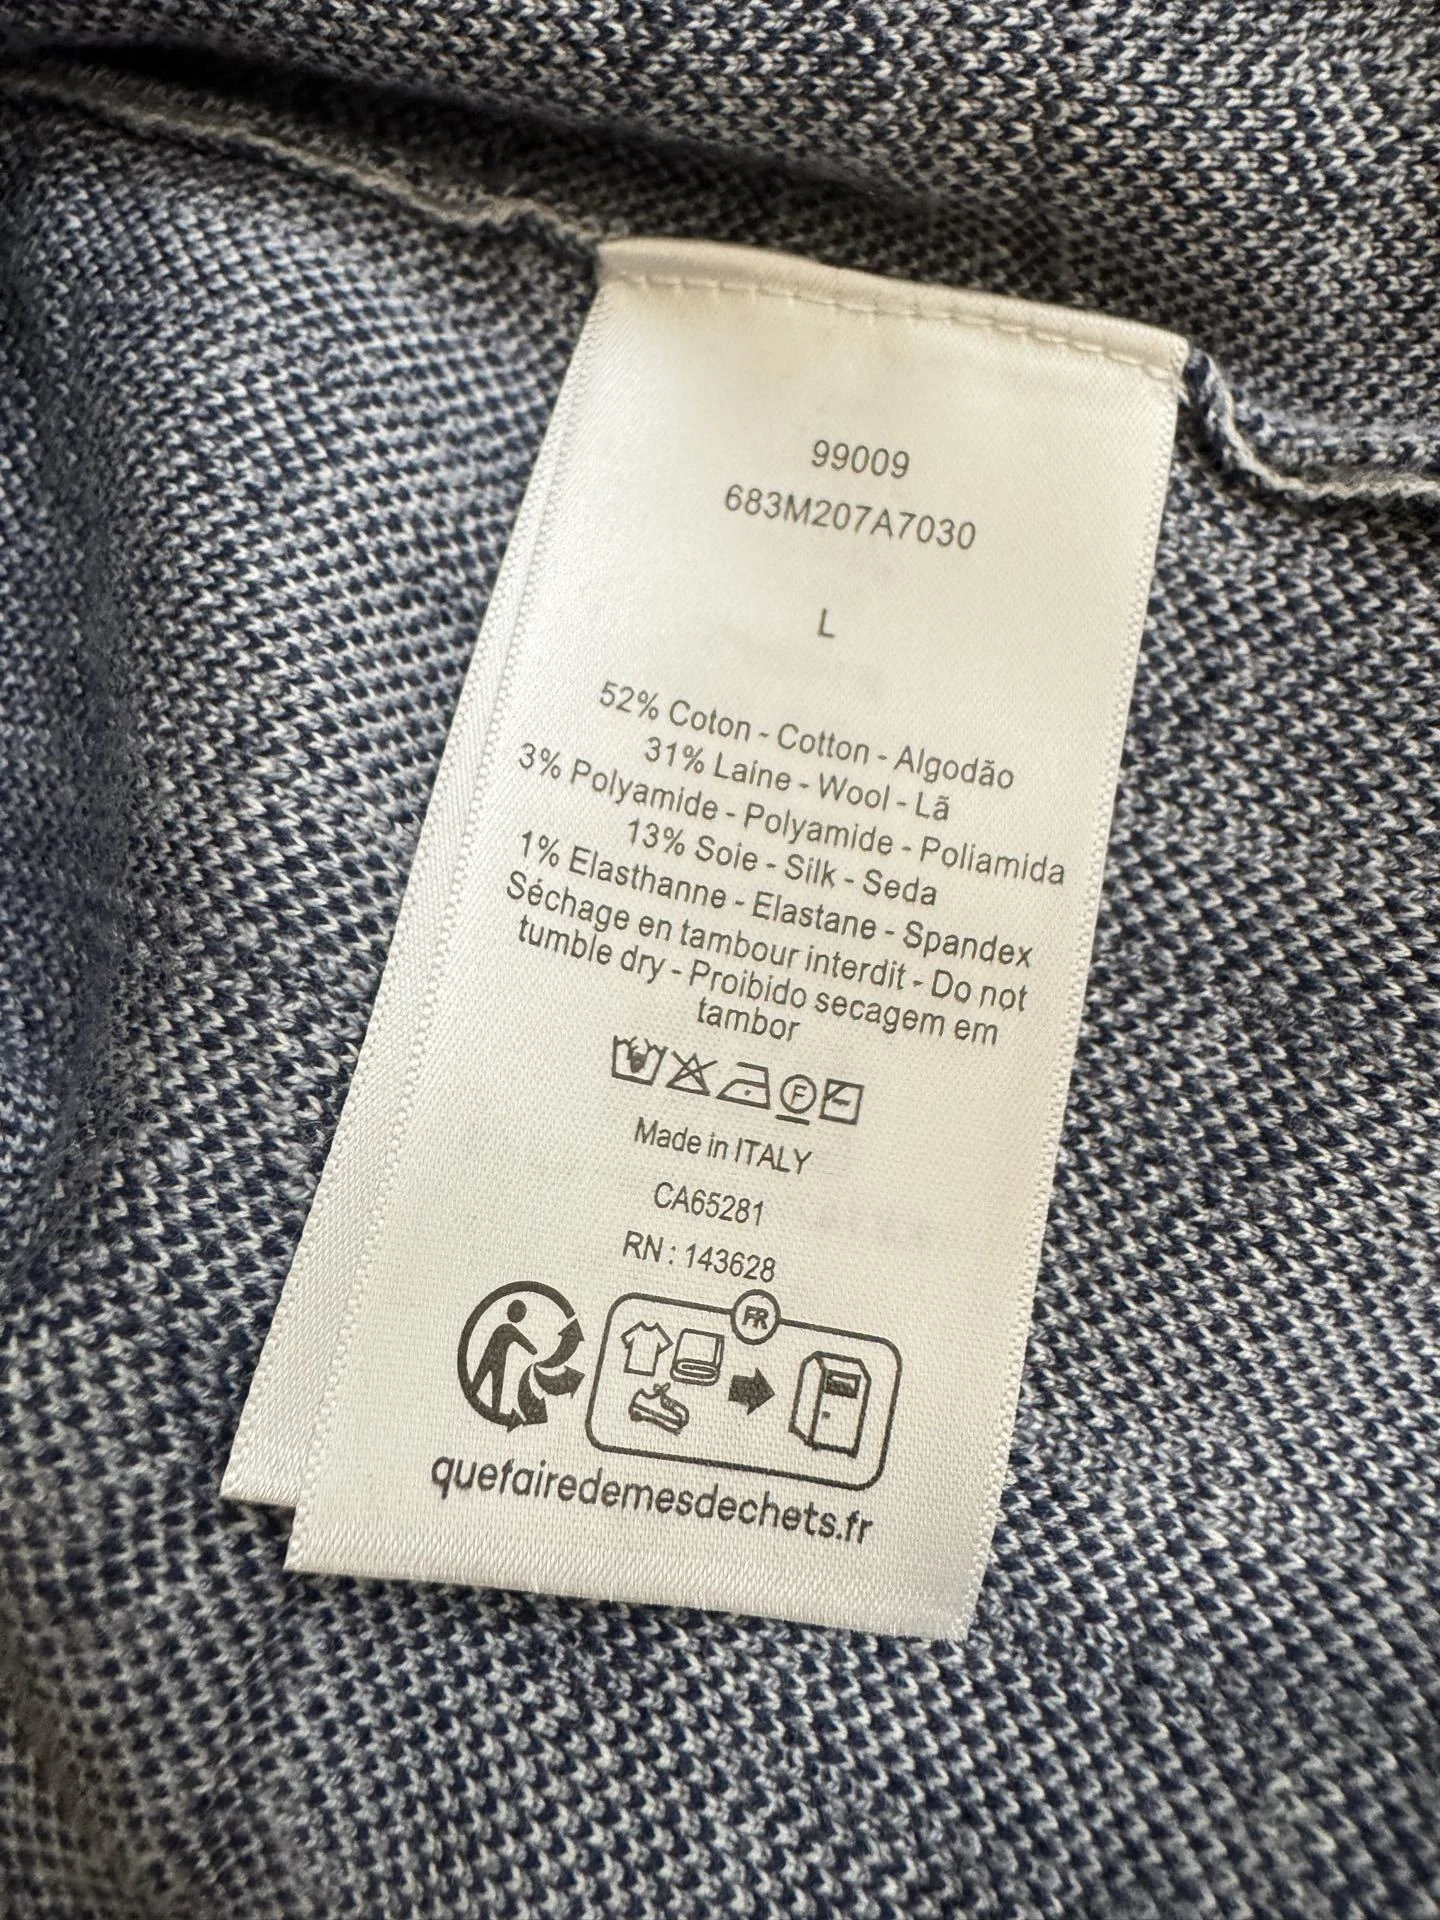 99009
683M207A7030
L
52% Coton - Cotton - Algodão
31% Laine - Wool - Lã
3% Polyamide - Polyamide - Poliamida
13% Soie - Silk - Seda
1% Elasthanne - Elastane - Spandex
Séchage en tambour interdit - Do not
tumble dry - Proibido secagem em
tambor
F
Made in ITALY
CA65281
RN : 143628
FR
quefairedemesdechets.fr